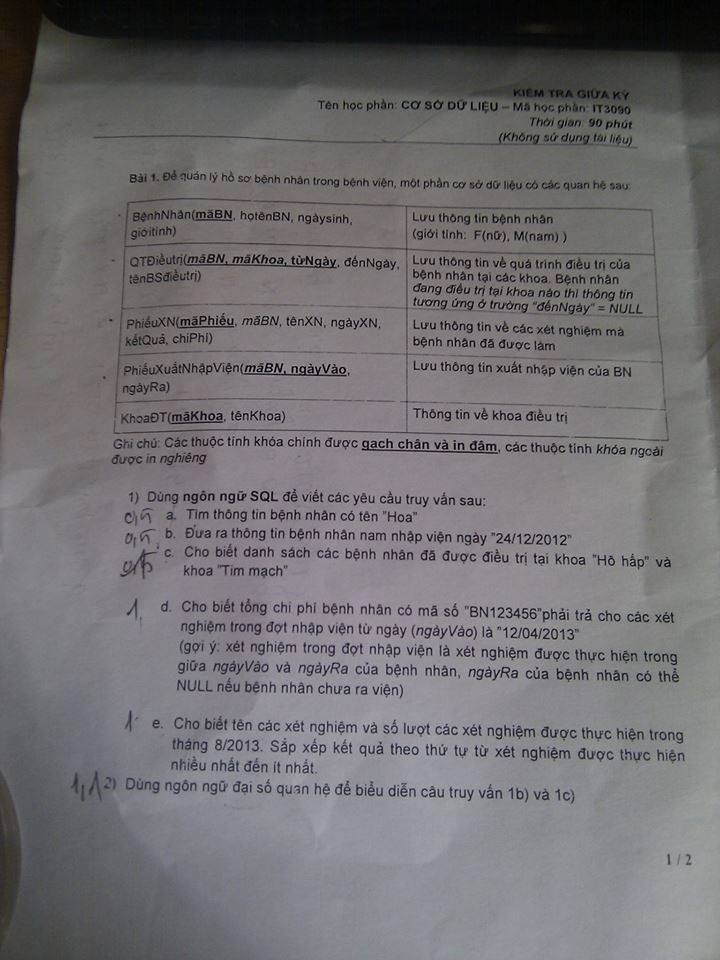 KIỂM TRA GIỮA KỲ
Tên học phần: CƠ SỞ DỮ LIỆU – Mã học phần: IT3090
Thời gian: 90 phút
(Không sử dụng tài liệu)
Bài 1. Để quản lý hồ sơ bệnh nhân trong bệnh viện, một phần cơ sở dữ liệu có các quan hệ sau:
BệnhNhân(mãBN, họtênBN, ngàysinh,
giớitính)
Lưu thông tin bệnh nhân
(giới tính: F(nữ), M(nam) )
QTĐiềutrị(mãBN, mãKhoa, từNgày, đếnNgày,
tênBSđiềutrị)
Lưu thông tin về quá trình điều trị của
bệnh nhân tại các khoa. Bệnh nhân
đang điều trị tại khoa nào thì thông tin
tương ứng ở trường "đếnNgày" = NULL
PhiếuXN(mãPhiếu, mãBN, tênXN, ngàyXN,
kếtQuả, chiPhí)
Lưu thông tin về các xét nghiệm mà
bệnh nhân đã được làm
PhiếuXuấtNhậpViện(mãBN, ngàyVào,
ngàyRa)
Lưu thông tin xuất nhập viện của BN
KhoaĐT(mãKhoa, tênKhoa)
Thông tin về khoa điều trị
Ghi chú: Các thuộc tính khóa chính được gạch chân và in đậm, các thuộc tính khóa ngoài
được in nghiêng
1) Dùng ngôn ngữ SQL để viết các yêu cầu truy vấn sau:
0,5 a. Tìm thông tin bệnh nhân có tên "Hoa"
0,5 b. Đưa ra thông tin bệnh nhân nam nhập viện ngày "24/12/2012"
c. Cho biết danh sách các bệnh nhân đã được điều trị tại khoa "Hô hấp" và
khoa "Tim mạch"
1, d. Cho biết tổng chi phí bệnh nhân có mã số "BN123456"phải trả cho các xét
nghiệm trong đợt nhập viện từ ngày (ngàyVào) là "12/04/2013"
(gợi ý: xét nghiệm trong đợt nhập viện là xét nghiệm được thực hiện trong
giữa ngàyVào và ngàyRa của bệnh nhân, ngàyRa của bệnh nhân có thể
NULL nếu bệnh nhân chưa ra viện)
1 e. Cho biết tên các xét nghiệm và số lượt các xét nghiệm được thực hiện trong
tháng 8/2013. Sắp xếp kết quả theo thứ tự từ xét nghiệm được thực hiện
nhiều nhất đến ít nhất.
2) Dùng ngôn ngữ đại số quan hệ để biểu diễn câu truy vấn 1b) và 1c)
1 / 2